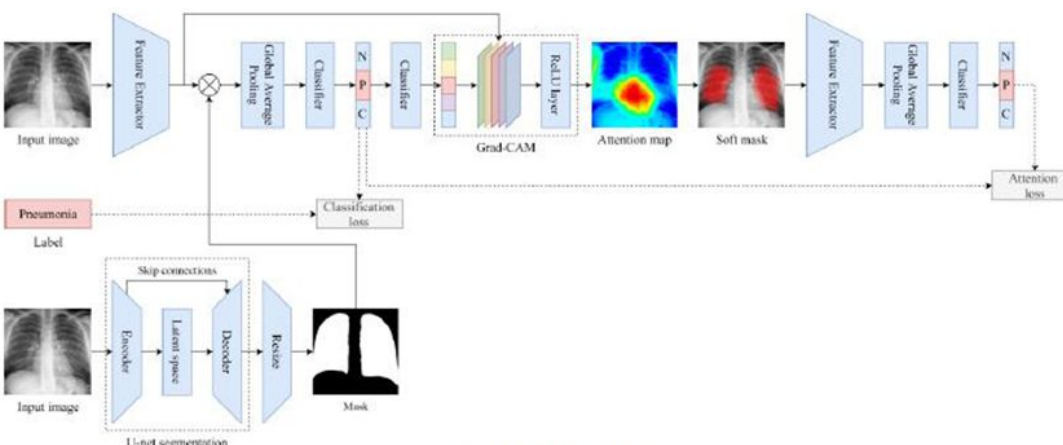 Input image
Feature Extractor
Global Average
Pooling
Classifier
N
P
C
Classifier
ReLU layer
Grad-CAM
Attention map
Soft mask
Feature Extractor
Global Average
Pooling
Classifier
N
P
C
Attention
loss
Pneumonia
Label
Classification
loss
Skip connections
Input image
Encoder
Latent space
Decoder
Resize
Mask
U-net segmentation